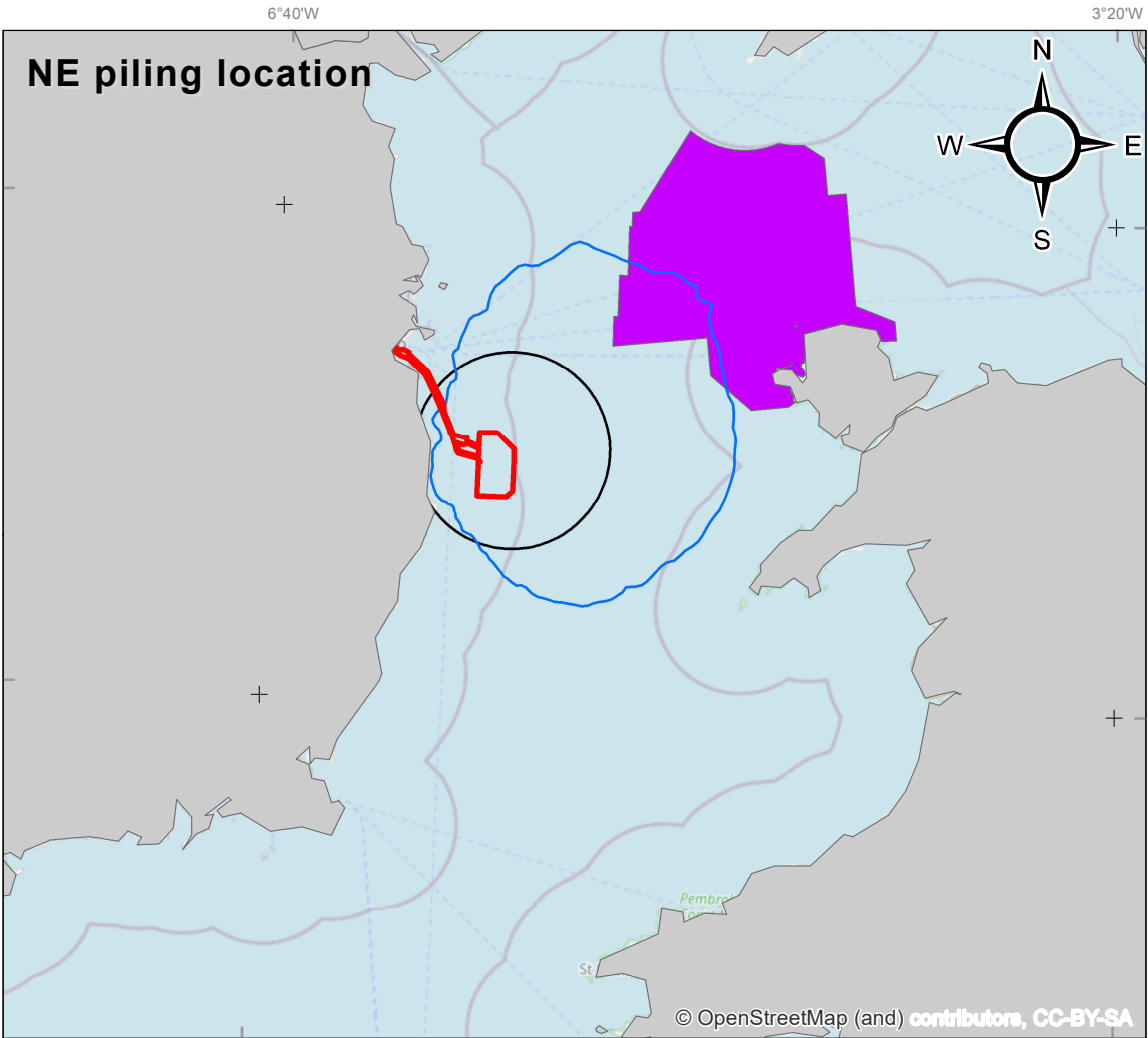 6°40'W
3°20'W
NE piling location
N
W
E
S
St
© OpenStreetMap (and) contributors, CC-BY-SA